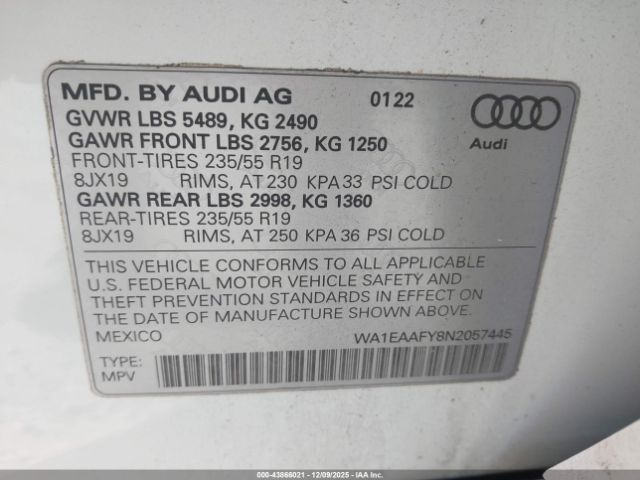 MFD. BY AUDI AG 0122
GVWR LBS 5489, KG 2490
GAWR FRONT LBS 2756, KG 1250 Audi
FRONT-TIRES 235/55 R19
8JX19 RIMS, AT 230 KPA 33 PSI COLD
GAWR REAR LBS 2998, KG 1360
REAR-TIRES 235/55 R19
8JX19 RIMS, AT 250 KPA 36 PSI COLD
THIS VEHICLE CONFORMS TO ALL APPLICABLE
U.S. FEDERAL MOTOR VEHICLE SAFETY AND
THEFT PREVENTION STANDARDS IN EFFECT ON
THE DATE OF MANUFACTURE SHOWN ABOVE.
MEXICO WA1EAAFY8N2057445
TYPE:
MPV
000-43866021 - 12/09/2025 - IAA Inc.